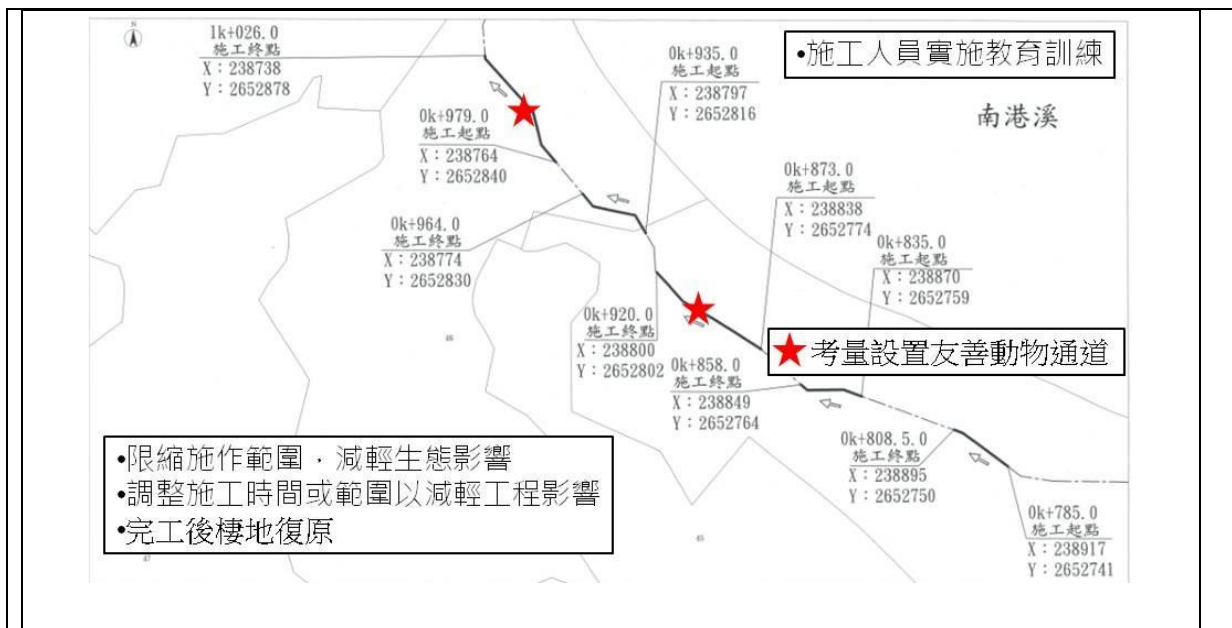 N
1k+026.0
施工終點
X：238738
Y：2652878
0k+935.0
施工起點
X：238797
Y：2652816
•施工人員實施教育訓練
南港溪
0k+979.0
施工起點
X：238764
Y：2652840
0k+873.0
施工起點
X：238838
Y：2652774
0k+964.0
施工終點
X：238774
Y：2652830
0k+835.0
施工起點
X：238870
Y：2652759
0k+920.0
施工終點
X：238800
Y：2652802
考量設置友善動物通道
0k+858.0
施工終點
X：238849
Y：2652764
46
•限縮施作範圍，減輕生態影響
•調整施工時間或範圍以減輕工程影響
•完工後棲地復原
0k+808.5.0
施工終點
X：238895
Y：2652750
0k+785.0
施工起點
X：238917
Y：2652741
45
47